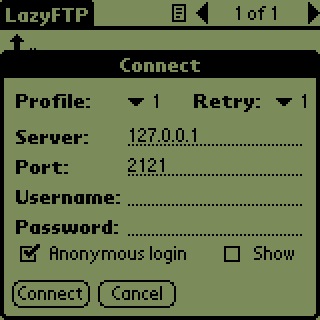 LazyFTP 1 of 1
..
Connect
Profile: 1 Retry: 1
Server: 127.0.0.1
Port: 2121
Username:
Password:
Anonymous login Show
Connect Cancel